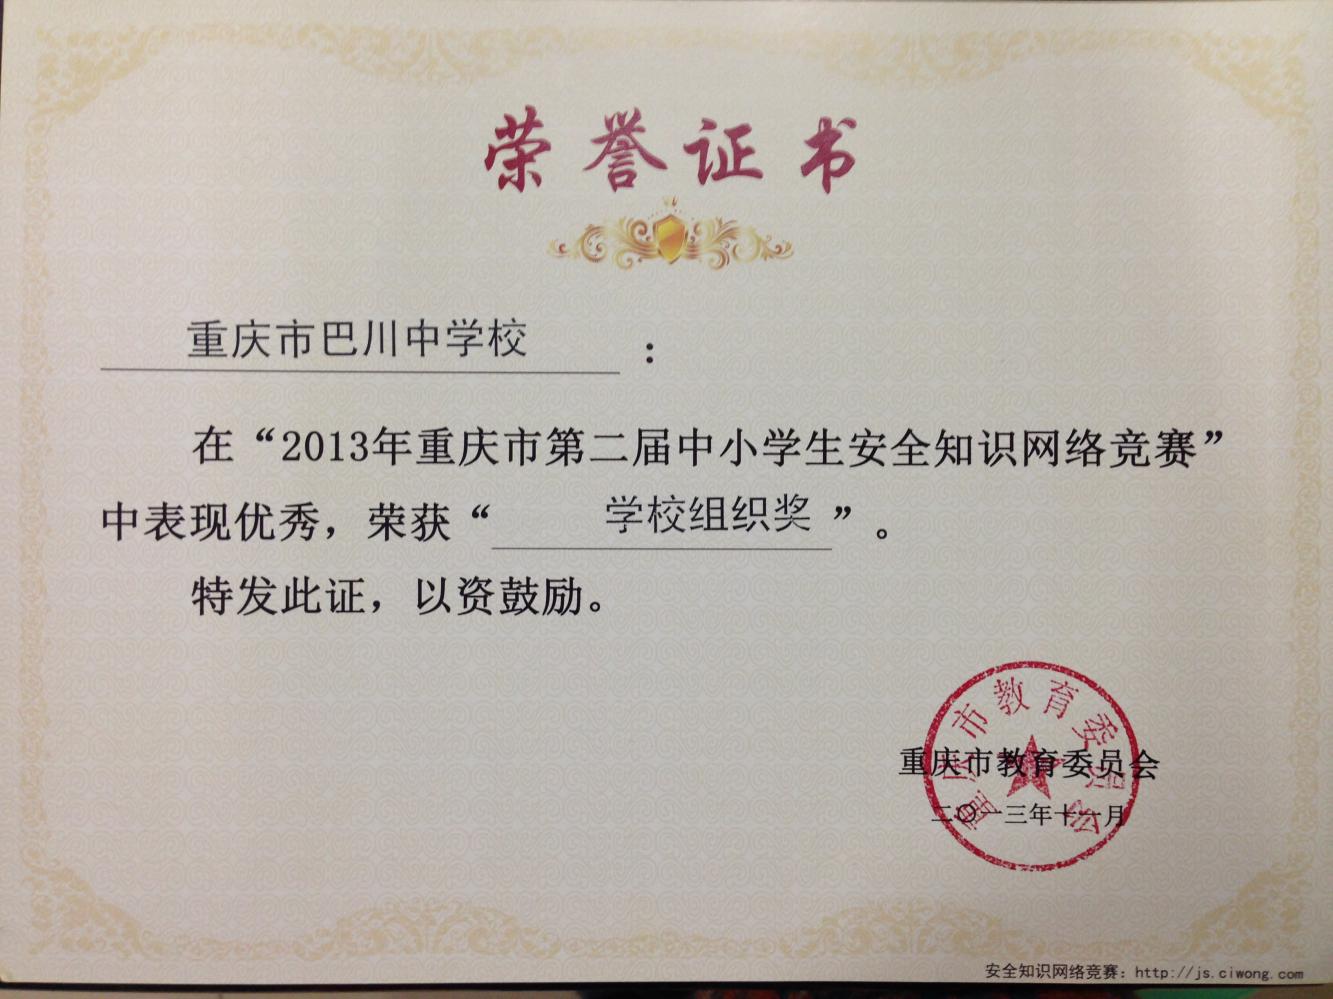 荣誉证书
重庆市巴川中学校：
在“2013年重庆市第二届中小学生安全知识网络竞赛”
中表现优秀，荣获“学校组织奖”。
特发此证，以资鼓励。
重庆市教育委员会
重庆市教育委员会
二〇一三年十一月
安全知识网络竞赛：http://js.ciwong.com